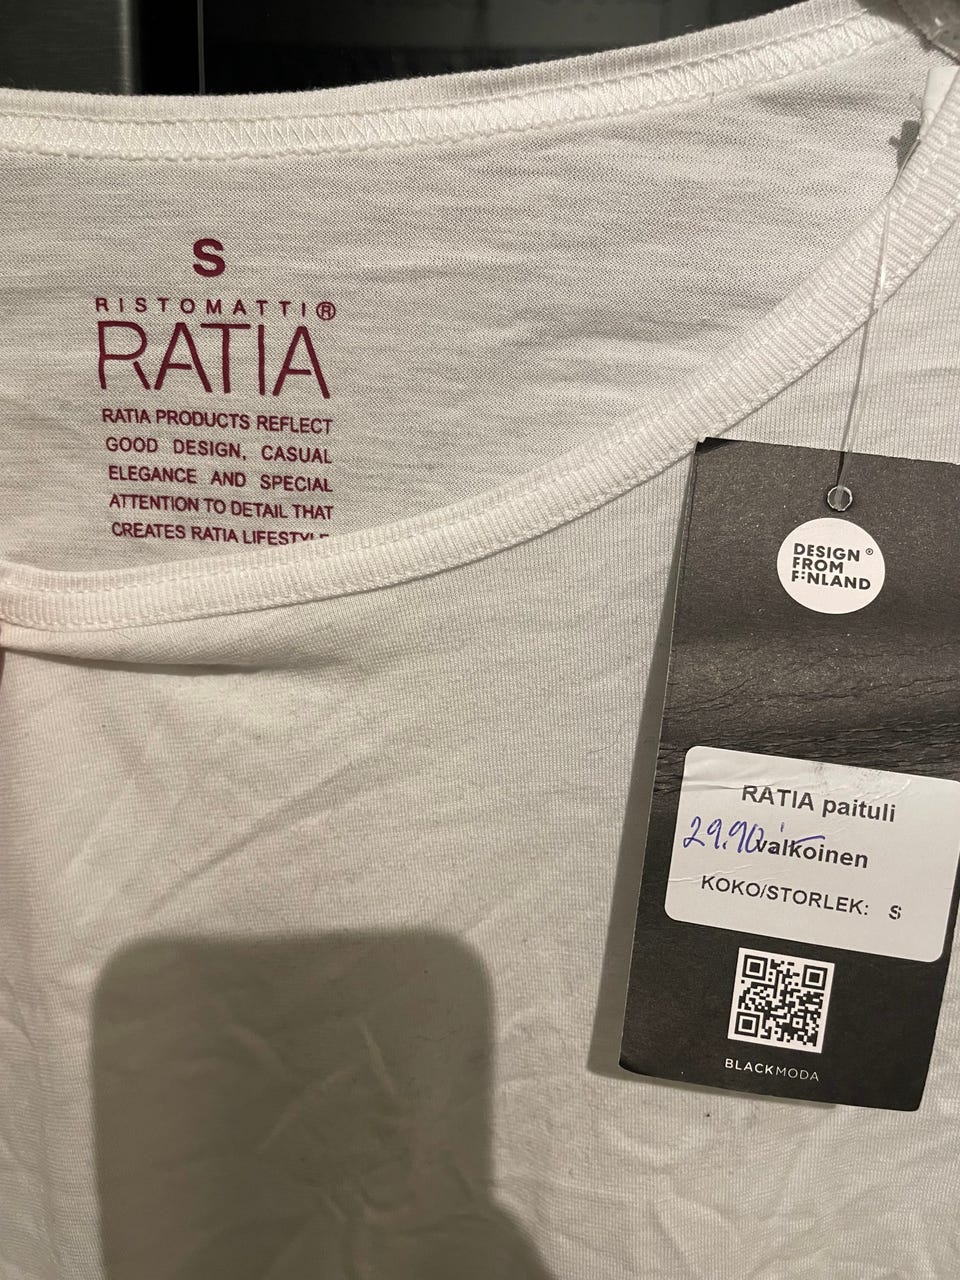 S
RISTOMATTI®
RATIA
RATIA PRODUCTS REFLECT
GOOD DESIGN, CASUAL
ELEGANCE AND SPECIAL
ATTENTION TO DETAIL THAT
CREATES RATIA LIFESTYLE
DESIGN ®
FROM
FINLAND
RATIA paituli
29.90
valkoinen
KOKO/STORLEK: S
BLACKMODA